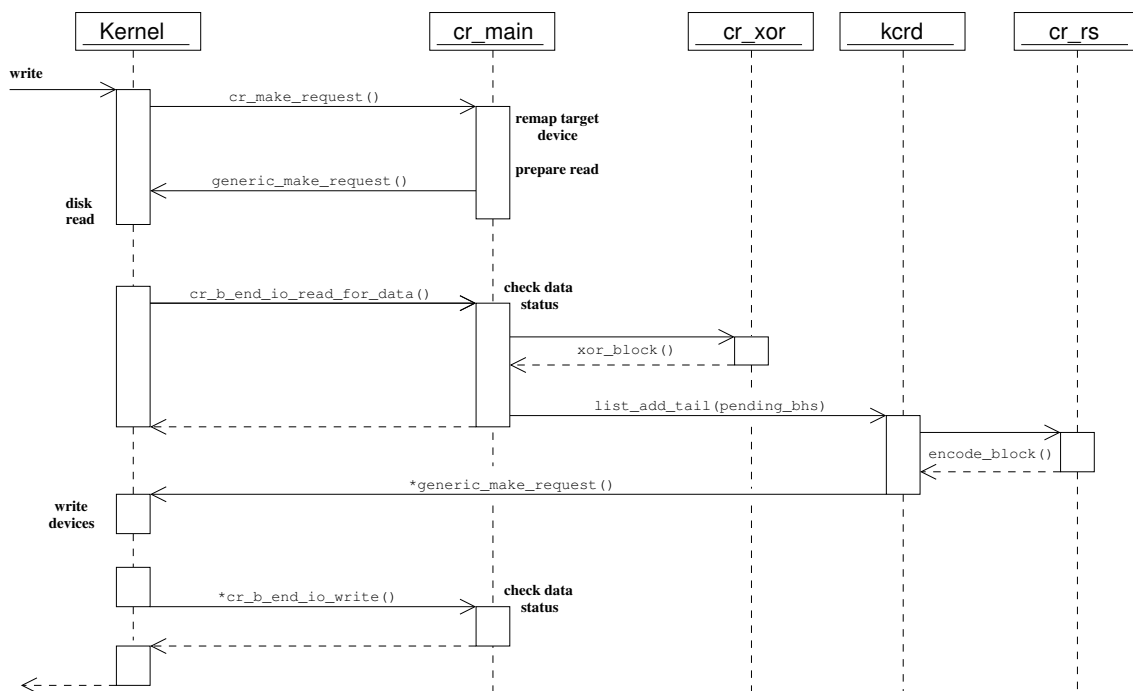 Kernel
cr_main
cr_xor
kcrd
cr_rs
write
cr_make_request()
remap target
device
prepare read
generic_make_request()
disk
read
cr_b_end_io_read_for_data()
check data
status
xor_block()
list_add_tail(pending_bhs)
encode_block()
*generic_make_request()
write
devices
*cr_b_end_io_write()
check data
status